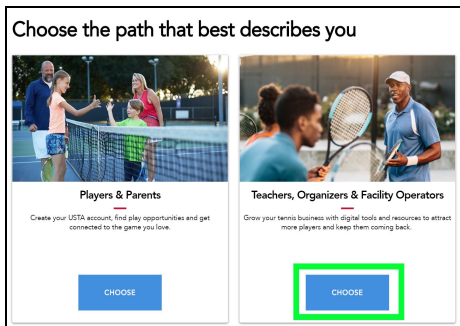 Choose the path that best describes you
Players & Parents
Create your USTA account, find play opportunities and get
connected to the game you love.
CHOOSE
Teachers, Organizers & Facility Operators
Grow your tennis business with digital tools and resources to attract
more players and keep them coming back.
CHOOSE